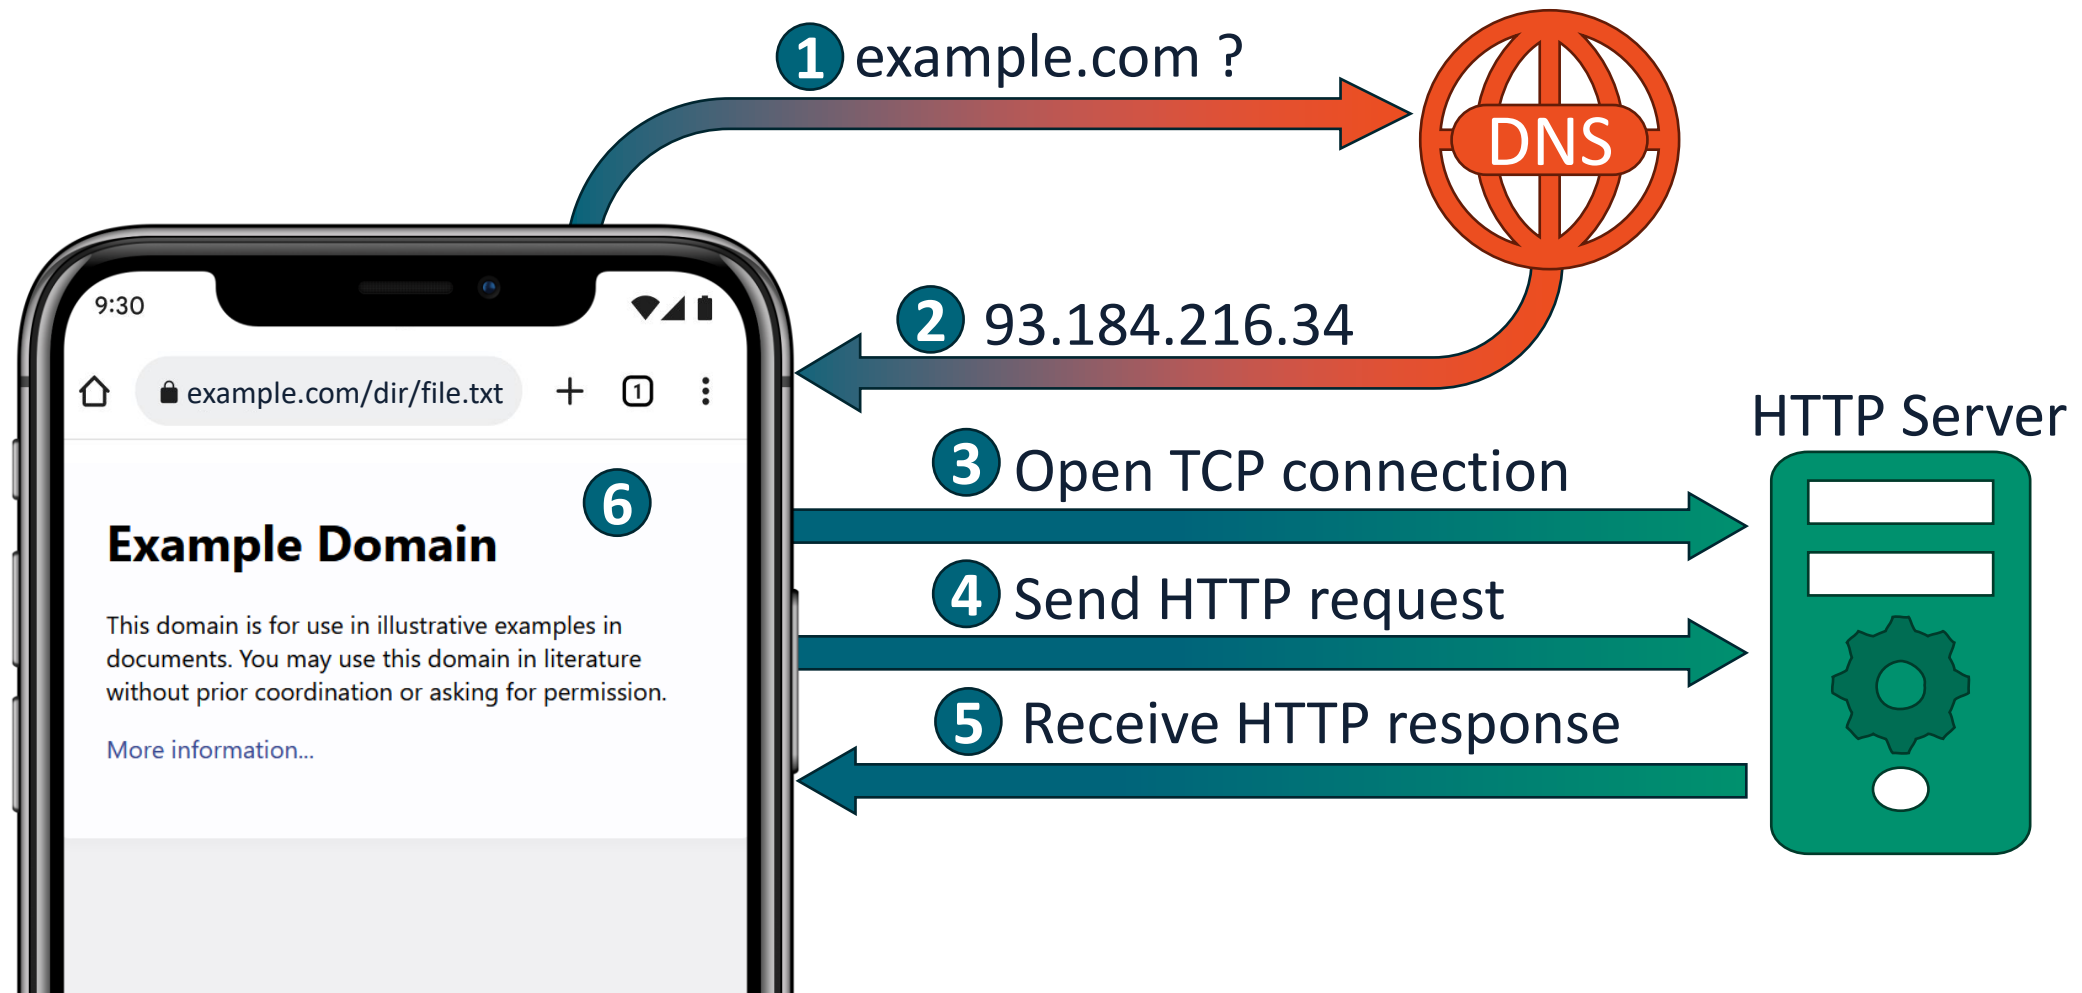 1 example.com ?
DNS
9:30
2 93.184.216.34
example.com/dir/file.txt
1
HTTP Server
3 Open TCP connection
6
Example Domain
4 Send HTTP request
This domain is for use in illustrative examples in
documents. You may use this domain in literature
without prior coordination or asking for permission.
5 Receive HTTP response
More information...